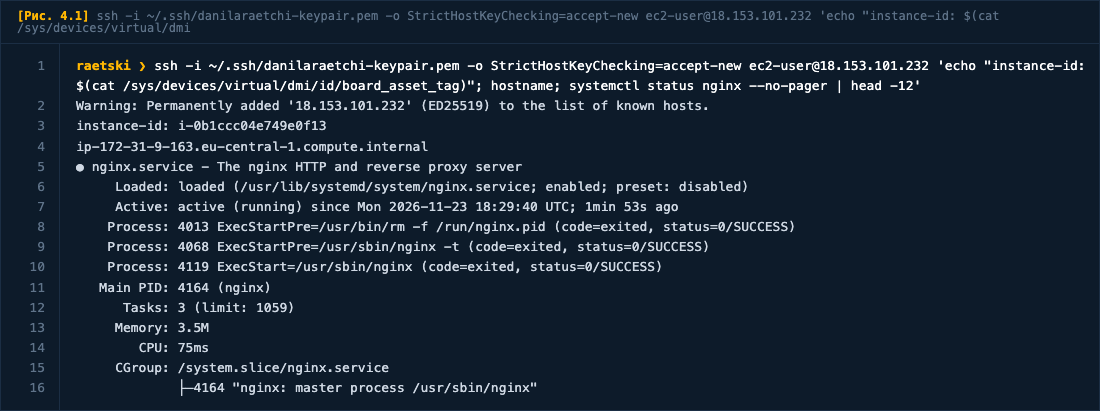 [Рис. 4.1] ssh -i ~/.ssh/danilaraetchi-keypair.pem -o StrictHostKeyChecking=accept-new ec2-user@18.153.101.232 'echo "instance-id: $(cat
/sys/devices/virtual/dmi
1 raetski ❯ ssh -i ~/.ssh/danilaraetchi-keypair.pem -o StrictHostKeyChecking=accept-new ec2-user@18.153.101.232 'echo "instance-id:
$(cat /sys/devices/virtual/dmi/id/board_asset_tag)"; hostname; systemctl status nginx --no-pager | head -12'
2 Warning: Permanently added '18.153.101.232' (ED25519) to the list of known hosts.
3 instance-id: i-0b1ccc04e749e0f13
4 ip-172-31-9-163.eu-central-1.compute.internal
5 ● nginx.service - The nginx HTTP and reverse proxy server
6 Loaded: loaded (/usr/lib/systemd/system/nginx.service; enabled; preset: disabled)
7 Active: active (running) since Mon 2026-11-23 18:29:40 UTC; 1min 53s ago
8 Process: 4013 ExecStartPre=/usr/bin/rm -f /run/nginx.pid (code=exited, status=0/SUCCESS)
9 Process: 4068 ExecStartPre=/usr/sbin/nginx -t (code=exited, status=0/SUCCESS)
10 Process: 4119 ExecStart=/usr/sbin/nginx (code=exited, status=0/SUCCESS)
11 Main PID: 4164 (nginx)
12 Tasks: 3 (limit: 1059)
13 Memory: 3.5M
14 CPU: 75ms
15 CGroup: /system.slice/nginx.service
16 ├─4164 "nginx: master process /usr/sbin/nginx"